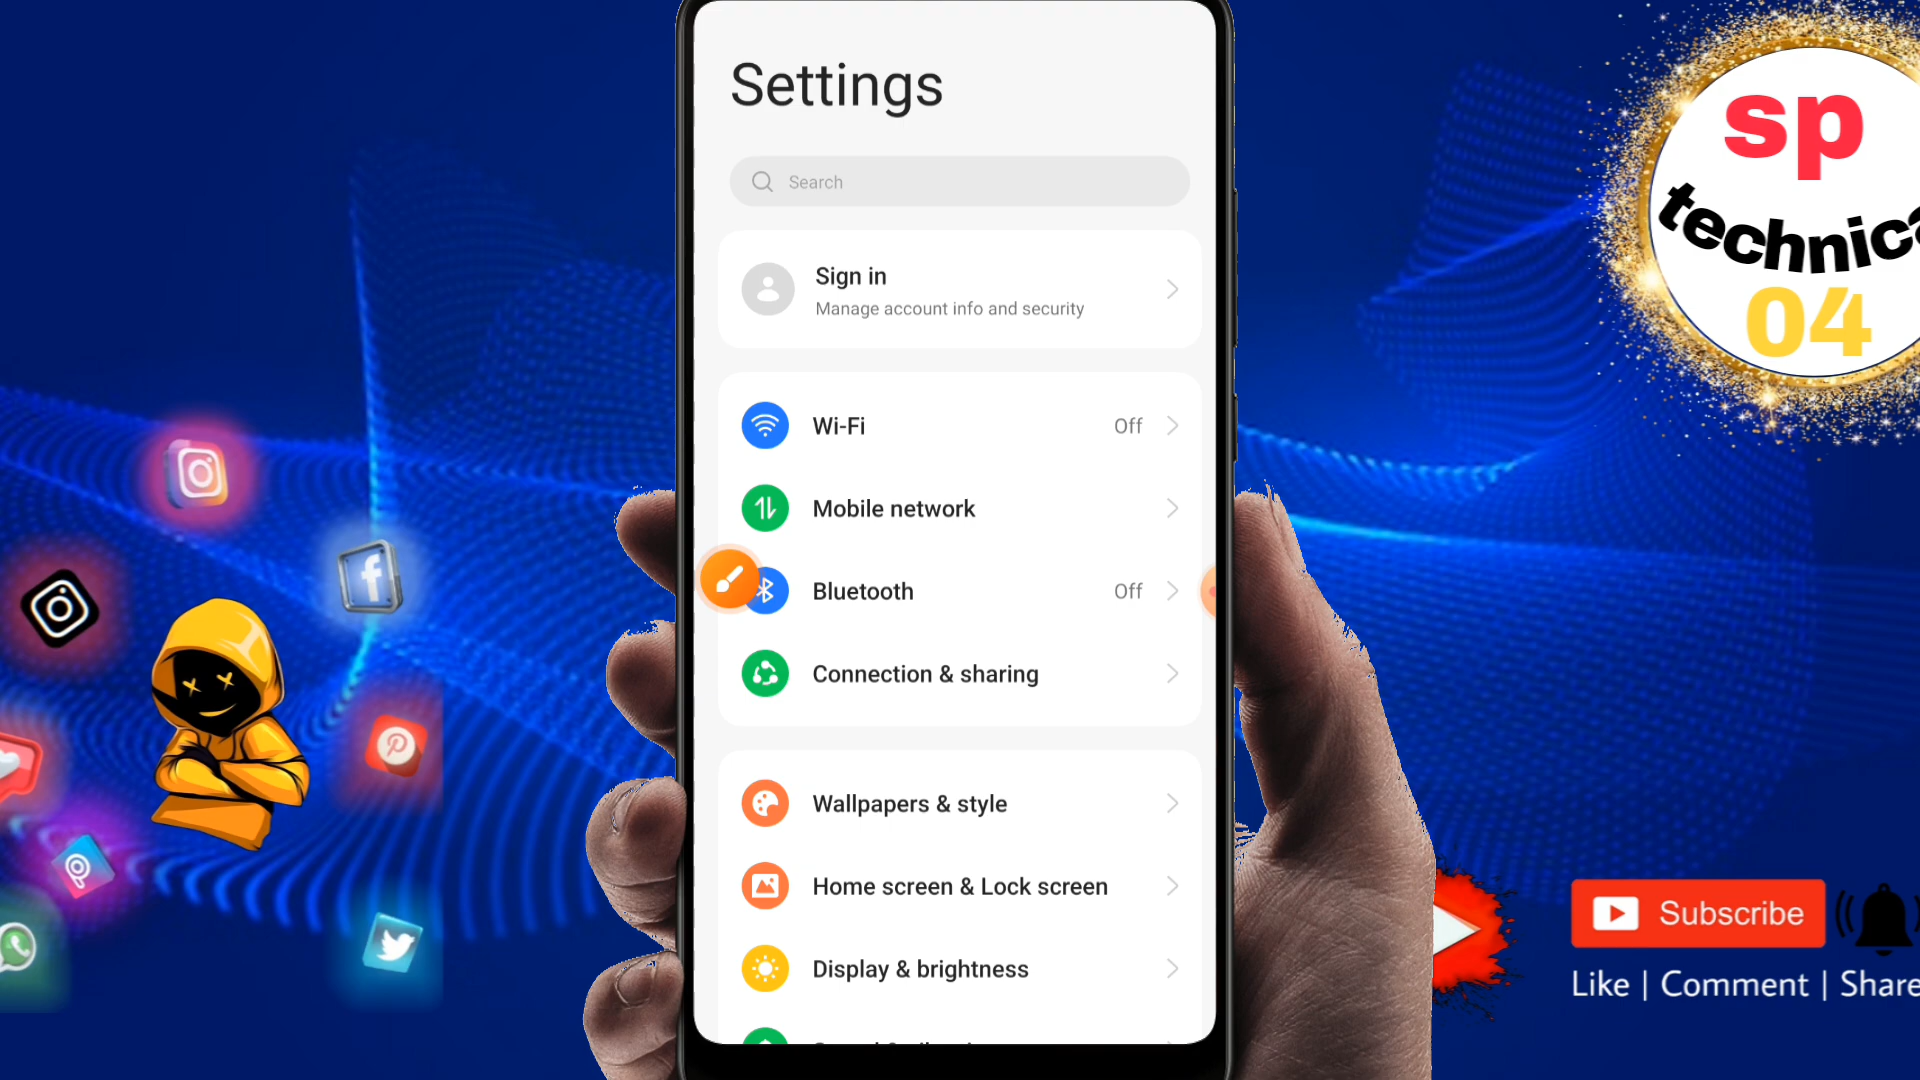 Settings
Search
Sign in
Manage account info and security
Wi-Fi
Off
Mobile network
Bluetooth
Off
Connection & sharing
Wallpapers & style
Home screen & Lock screen
Display & brightness
sp
technica
04
Subscribe
Like | Comment | Share